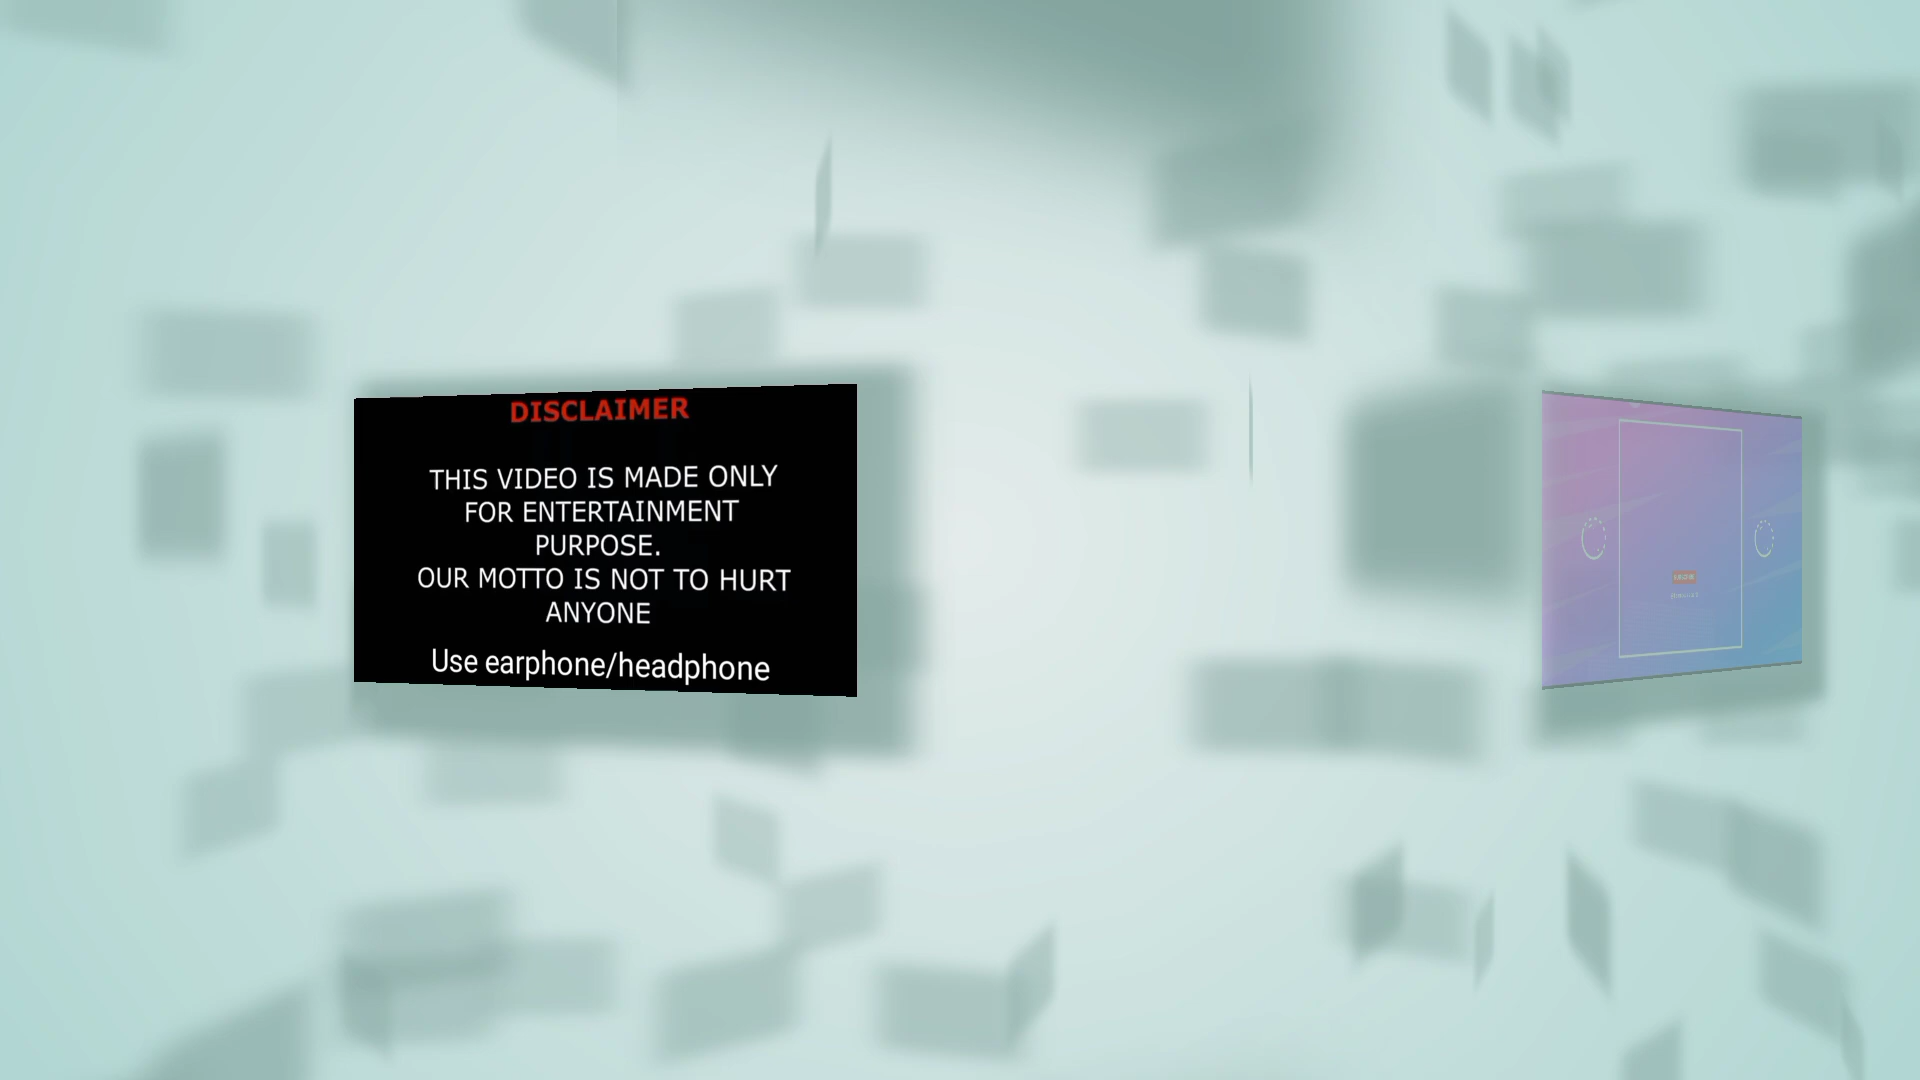 DISCLAIMER
THIS VIDEO IS MADE ONLY
FOR ENTERTAINMENT
PURPOSE.
OUR MOTTO IS NOT TO HURT
ANYONE
Use earphone/headphone